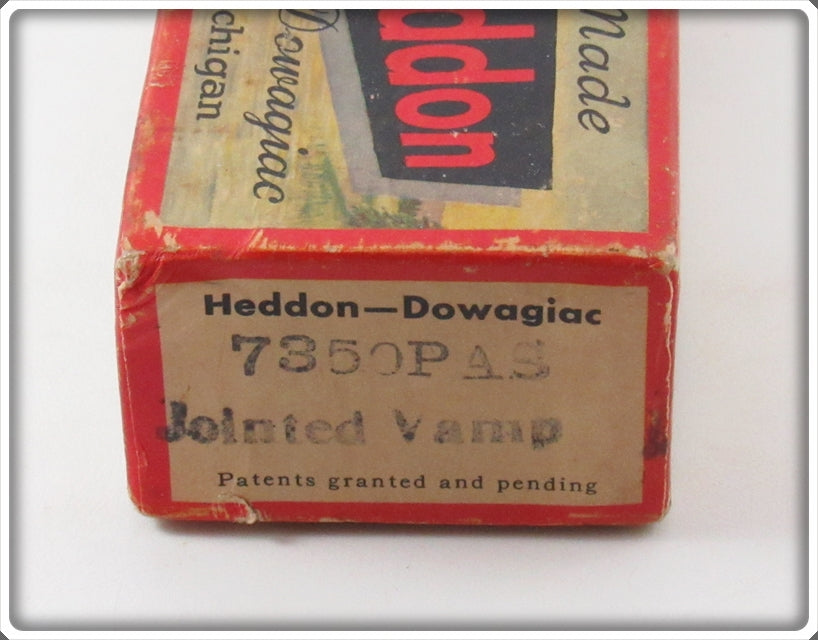 Made
ddon
Dowagiac
chigan
Heddon—Dowagiac
7350PAS
Jointed Vamp
Patents granted and pending